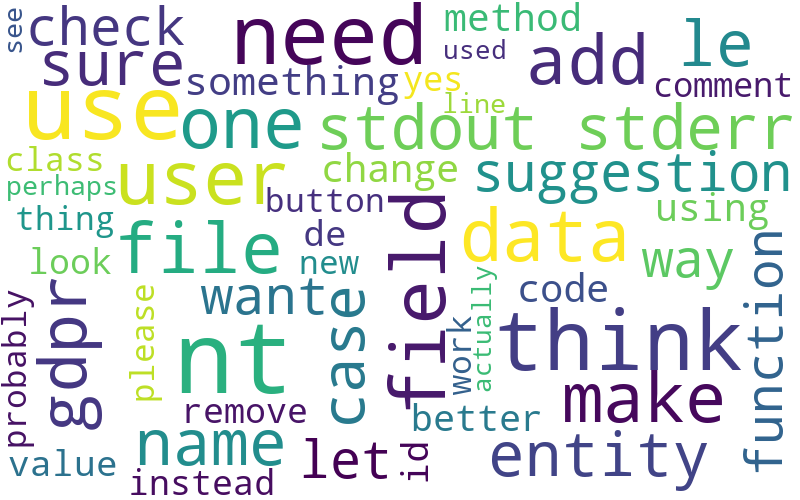 see
check
need
method
used
add
le
sure
something
yes
comment
use
one
stdout
line
stderr
class
perhaps
user
change
suggestion
button
thing
file
de
field
data
using
look
new
way
probably
gdpr
please
want
case
work
actually
code
function
nt
think
remove
better
make
name
let
id
entity
value
instead